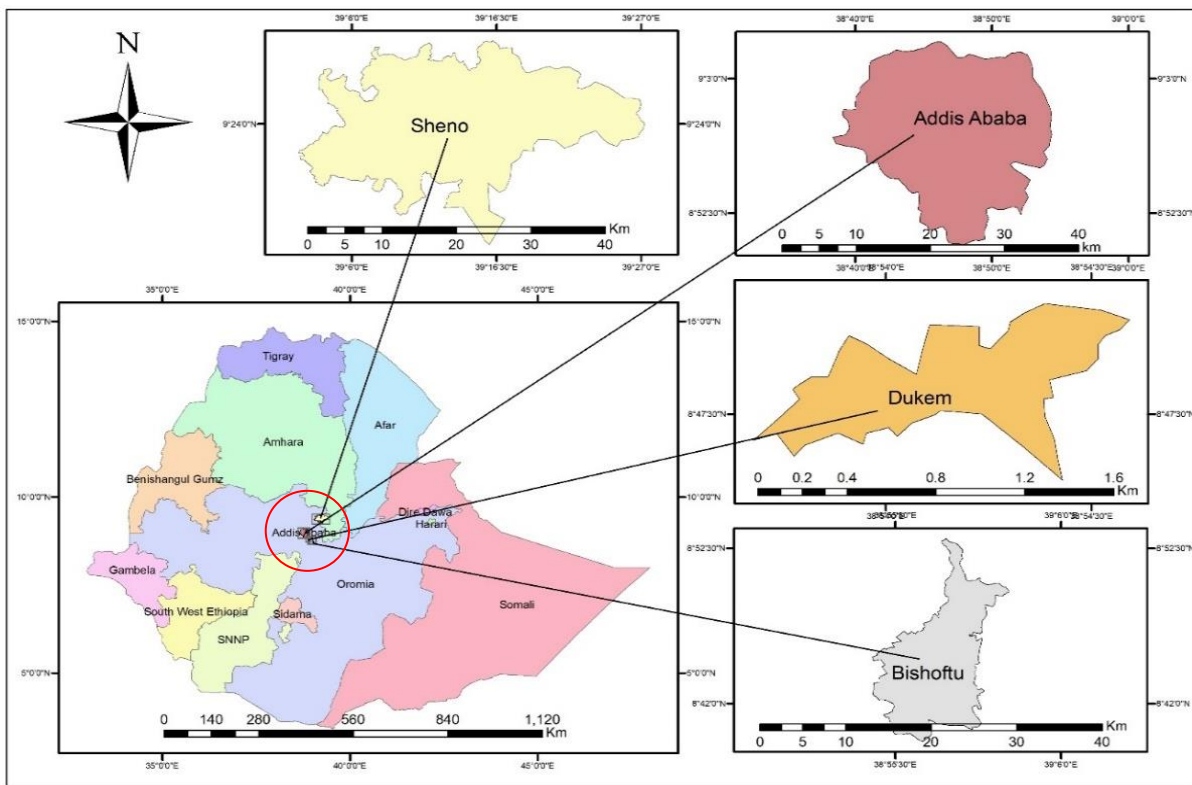 N
39°6'0"E 39°16'30"E 39°27'0"E
9°24'0"N
Sheno
9°24'0"N
0 5 10 20 30 40
Km
39°6'0"E 39°16'30"E 39°27'0"E
38°40'0"E 38°50'0"E 39°0'0"E
9°3'0"N
Addis Ababa
9°3'0"N
8°52'30"N
8°52'30"N
0 5 10 20 30 40
km
38°40'0"E 38°50'0"E 39°0'0"E
38°54'0"E 38°54'30"E
8°47'30"N
Dukem
8°47'30"N
0 0.2 0.4 0.8 1.2 1.6
Km
38°54'30"E
35°0'0"E 40°0'0"E 45°0'0"E
15°0'0"N
15°0'0"N
Tigray
Afar
Amhara
Benishangul Gumz
10°0'0"N
10°0'0"N
Dire Dawa
Harari
Addis Ababa
Gambela
Oromia
South West Ethiopia
Sidama
Somali
SNNP
5°0'0"N
5°0'0"N
0 140 280 560 840 1,120
Km
35°0'0"E 40°0'0"E 45°0'0"E
39°6'0"E
8°52'30"N
8°52'30"N
Bishoftu
8°42'0"N
8°42'0"N
0 5 10 20 30 40
Km
38°55'30"E 39°6'0"E